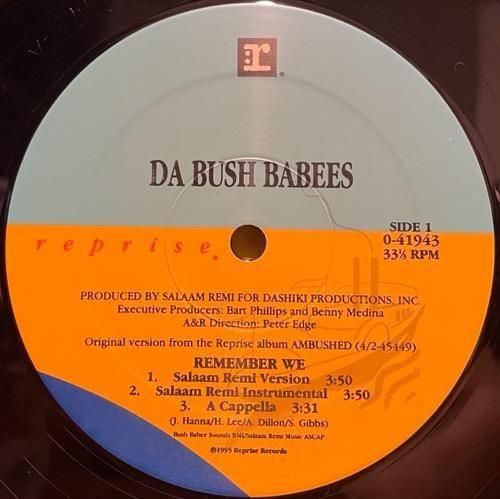 r
DA BUSH BABEES
SIDE 1
0-41943
33⅓ RPM
reprise
PRODUCED BY SALAAM REMI FOR DASHIKI PRODUCTIONS, INC.
Executive Producers: Bart Phillips and Benny Medina
A&R Direction: Peter Edge
Original version from the Reprise album AMBUSHED (4/2-45449)
REMEMBER WE
1. Salaam Remi Version 3:50
2. Salaam Remi Instrumental 3:50
3. A Cappella 3:31
(J. Hanna/H. Lee/A. Dillon/S. Gibbs)
Bush Babee Sounds BMI/Salaam Remi Music ASCAP
℗1995 Reprise Records